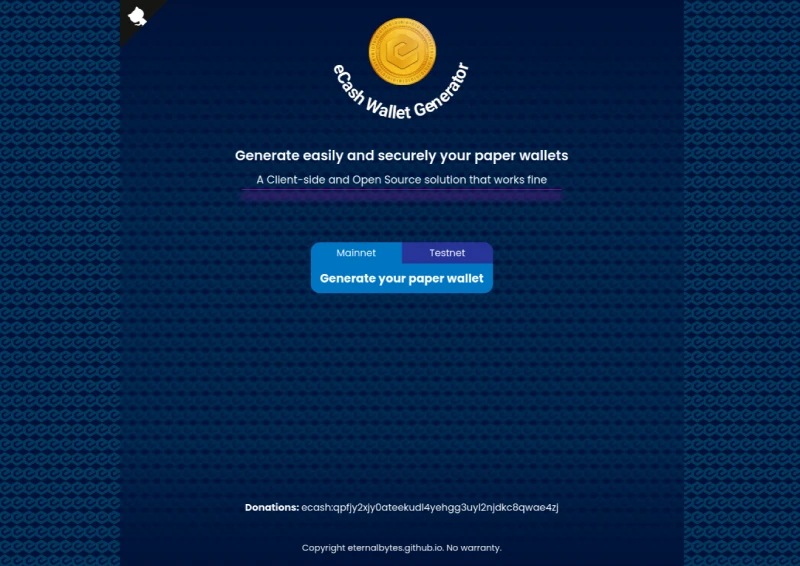 eCash Wallet Generator
Generate easily and securely your paper wallets
A Client-side and Open Source solution that works fine
Mainnet
Testnet
Generate your paper wallet
Donations: ecash:qpfjy2xjy0ateekudl4yehgg3uyl2njdkc8qwae4zj
Copyright eternalbytes.github.io. No warranty.